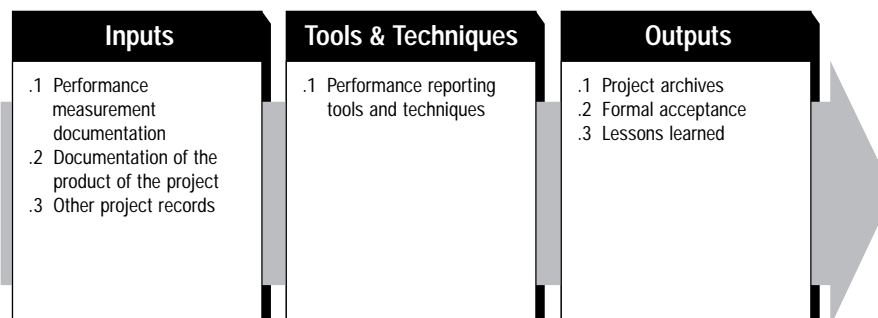 Inputs
.1 Performance
measurement
documentation
.2 Documentation of the
product of the project
.3 Other project records
Tools & Techniques
.1 Performance reporting
tools and techniques
Outputs
.1 Project archives
.2 Formal acceptance
.3 Lessons learned